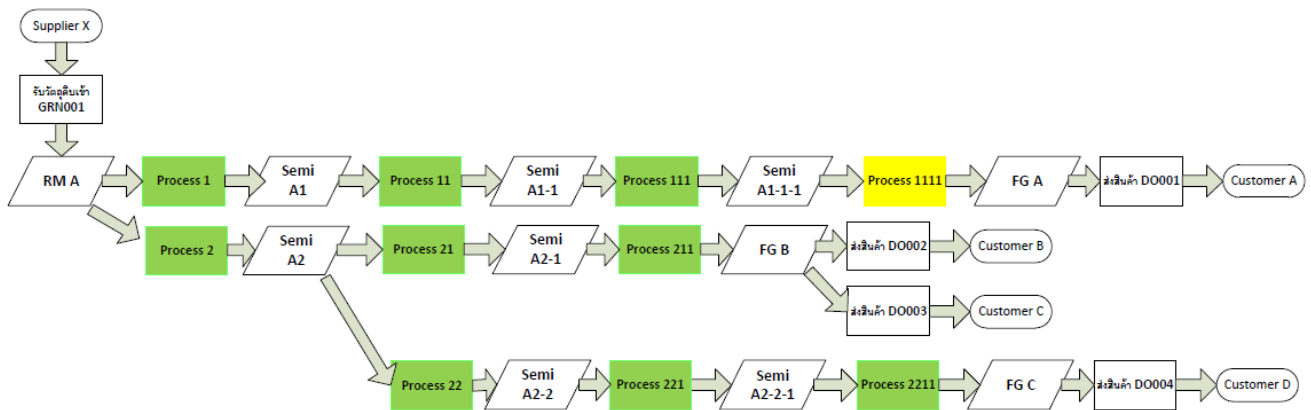 Supplier X
รับวัตถุดิบเข้า
GRN001
RM A
Process 1
Semi
A1
Process 11
Semi
A1-1
Process 111
Semi
A1-1-1
Process 1111
FG A
ส่งสินค้า DO001
Customer A
Process 2
Semi
A2
Process 21
Semi
A2-1
Process 211
FG B
ส่งสินค้า DO002
Customer B
ส่งสินค้า DO003
Customer C
Process 22
Semi
A2-2
Process 221
Semi
A2-2-1
Process 2211
FG C
ส่งสินค้า DO004
Customer D